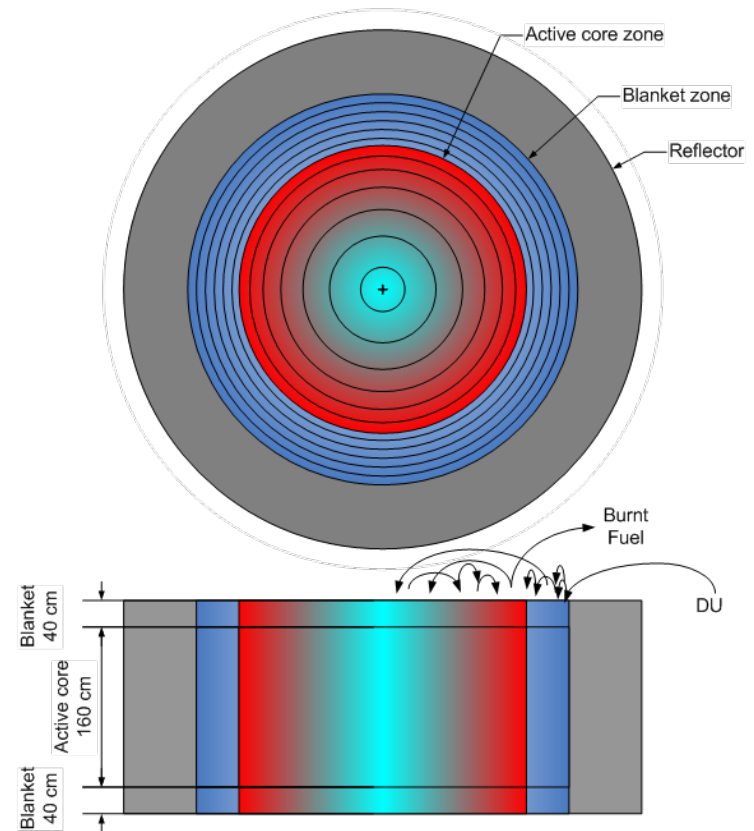 Active core zone
Blanket zone
Reflector
Burnt
Fuel
DU
Blanket
40 cm
Active core
160 cm
Blanket
40 cm